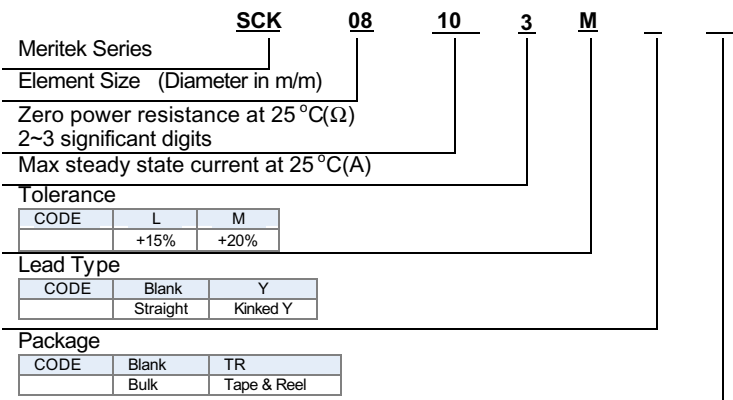 SCK 08 10 3 M
Meritek Series
Element Size (Diameter in m/m)
Zero power resistance at 25 °C(Ω)
2~3 significant digits
Max steady state current at 25 °C(A)
Tolerance
CODE L M
+15% +20%
Lead Type
CODE Blank Y
Straight Kinked Y
Package
CODE Blank TR
Bulk Tape & Reel